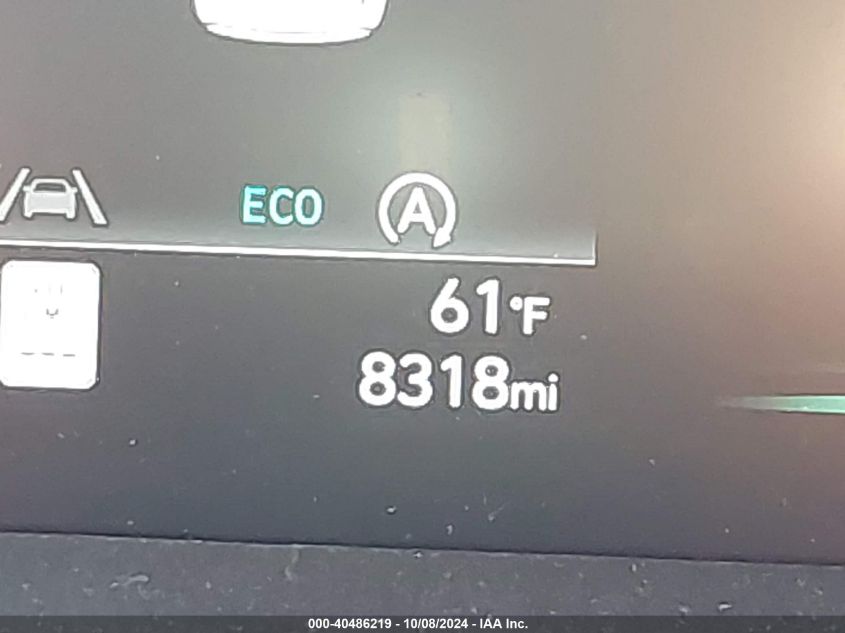 ECO A
61°F
8318mi
000-40486219 - 10/08/2024 - IAA Inc.